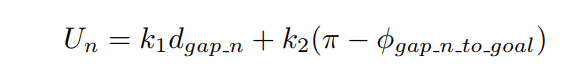 $U_n = k_1 d_{gap\_n} + k_2(\pi - \phi_{gap\_n\_to\_goal})$